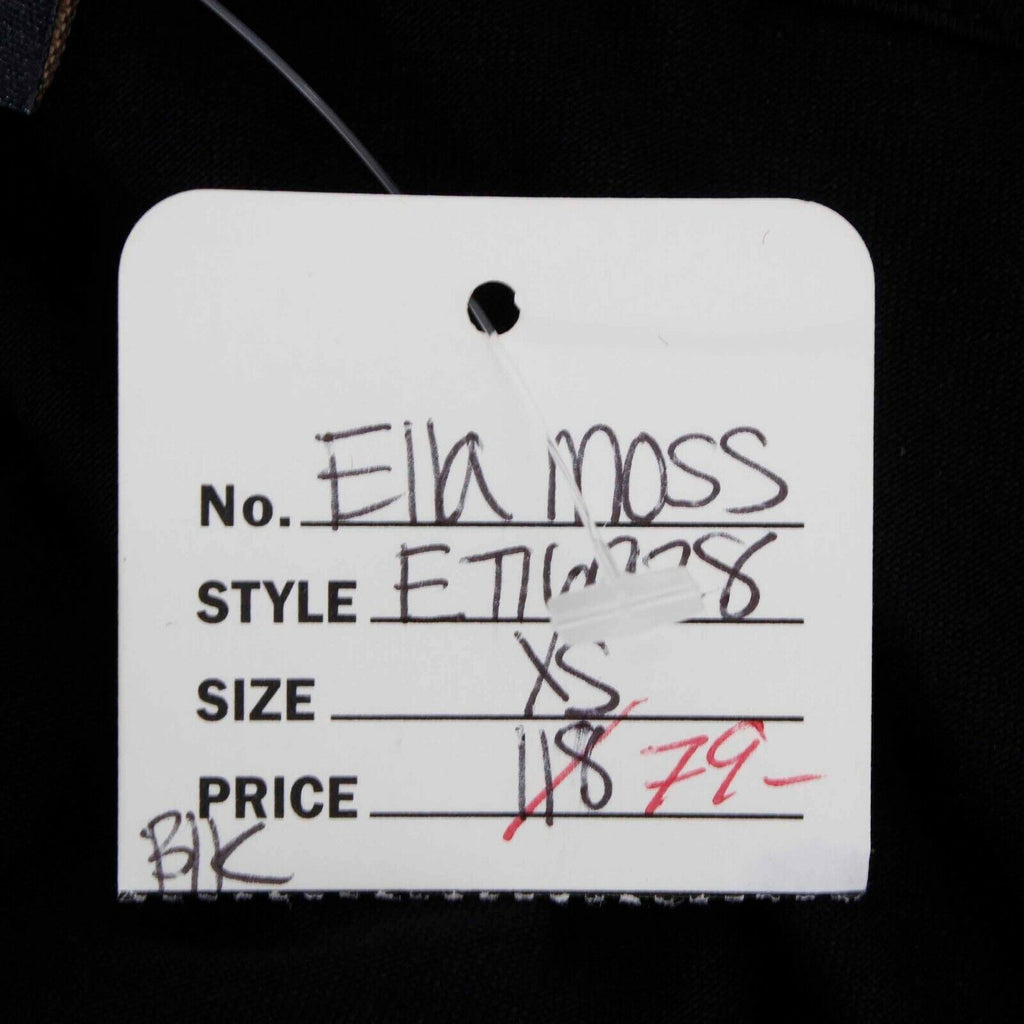 No. Ella Moss
STYLE
SIZE XS
PRICE 118 79-
Blk